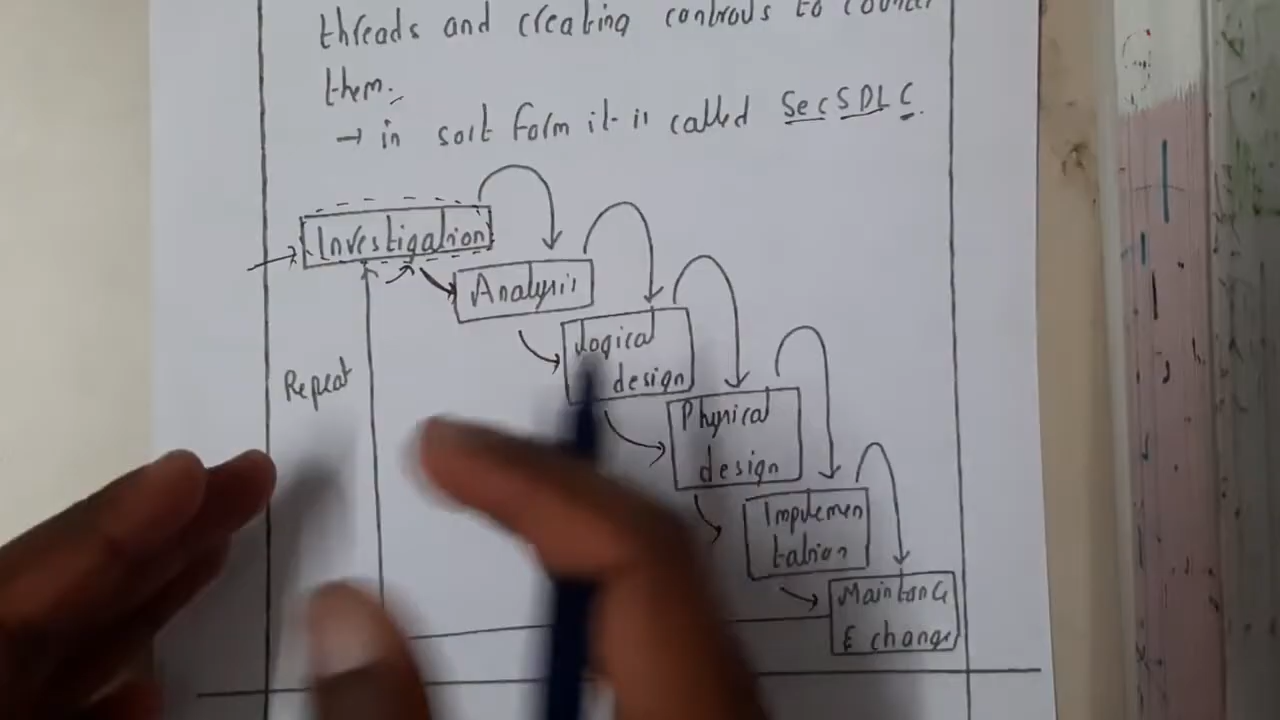 threads and creating controls to counter
them.
→ in sort form it is called SecSDLC.
Investigation
Analysis
Logical
design
Repeat
Physical
design
Implemen
tation
Maintance
& change